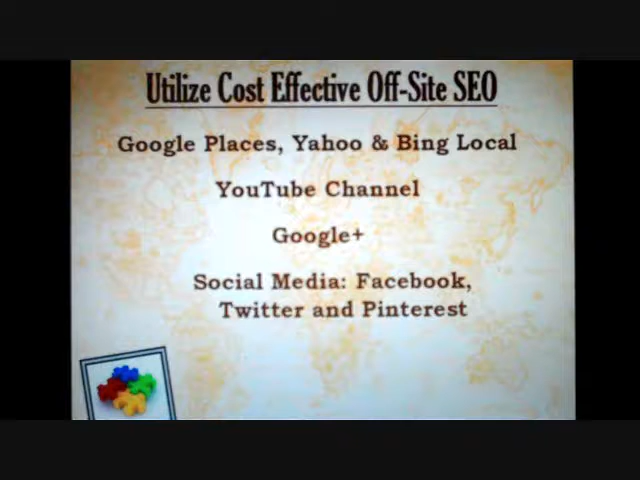 Utilize Cost Effective Off-Site SEO
Google Places, Yahoo & Bing Local
YouTube Channel
Google+
Social Media: Facebook,
Twitter and Pinterest